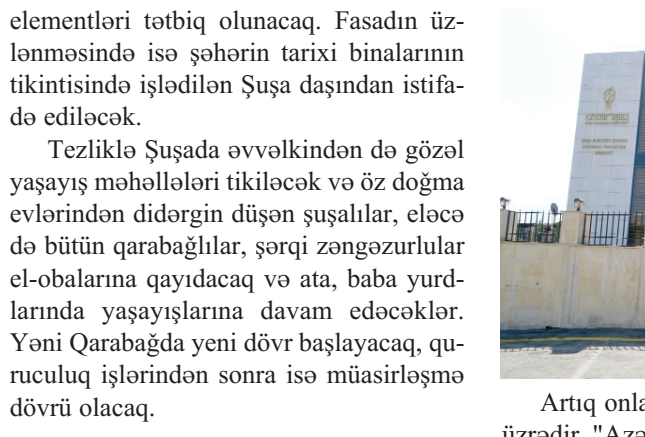 elementləri tətbiq olunacaq. Fasadın üz-
lənməsində isə şəhərin tarixi binalarının
tikintisində işlədilən Şuşa daşından istifa-
də ediləcək.
Tezliklə Şuşada əvvəlkindən də gözəl
yaşayış məhəllələri tikiləcək və öz doğma
evlərindən didərgin düşən şuşalılar, eləcə
də bütün qarabağlılar, şərqi zəngəzurlular
el-obalarına qayıdacaq və ata, baba yurd-
larında yaşayışlarına davam edəcəklər.
Yəni Qarabağda yeni dövr başlayacaq, qu-
ruculuq işlərindən sonra isə müasirləşmə
dövrü olacaq.
Artıq
üzrədir.